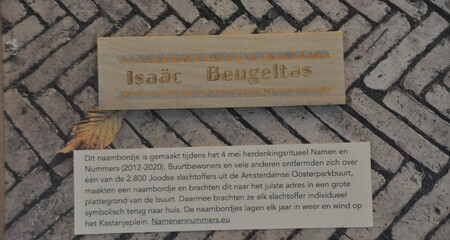 Isaäc Beugeltas
Dit naambordje is gemaakt tijdens het 4 mei herdenkingsritueel Namen en
Nummers (2012-2020). Buurtbewoners en vele anderen ontfermden zich over
één van de 2.800 Joodse slachtoffers uit de Amsterdamse Oosterparkbuurt,
maakten een naambordje en brachten dit naar het juiste adres in een grote
plattegrond van de buurt. Daarmee brachten ze elk slachtoffer individueel
symbolisch terug naar huis. De naambordjes lagen elk jaar in weer en wind op
het Kastanjeplein. Namenennummers.eu